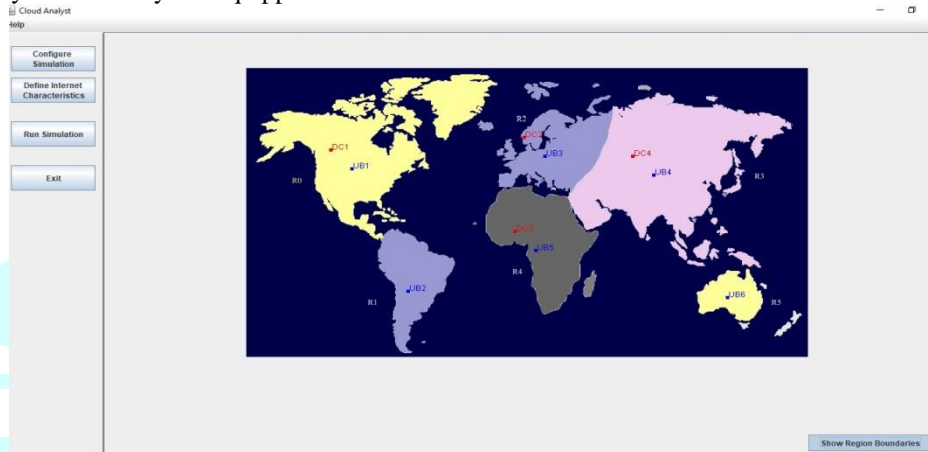 Cloud Analyst
Help
Configure
Simulation
Define Internet
Characteristics
Run Simulation
Exit
R2
DC2
DC1
UB3
DC4
UB1
UB4
R0
R3
DC3
UB5
R4
UB2
UB6
R1
R5
Show Region Boundaries